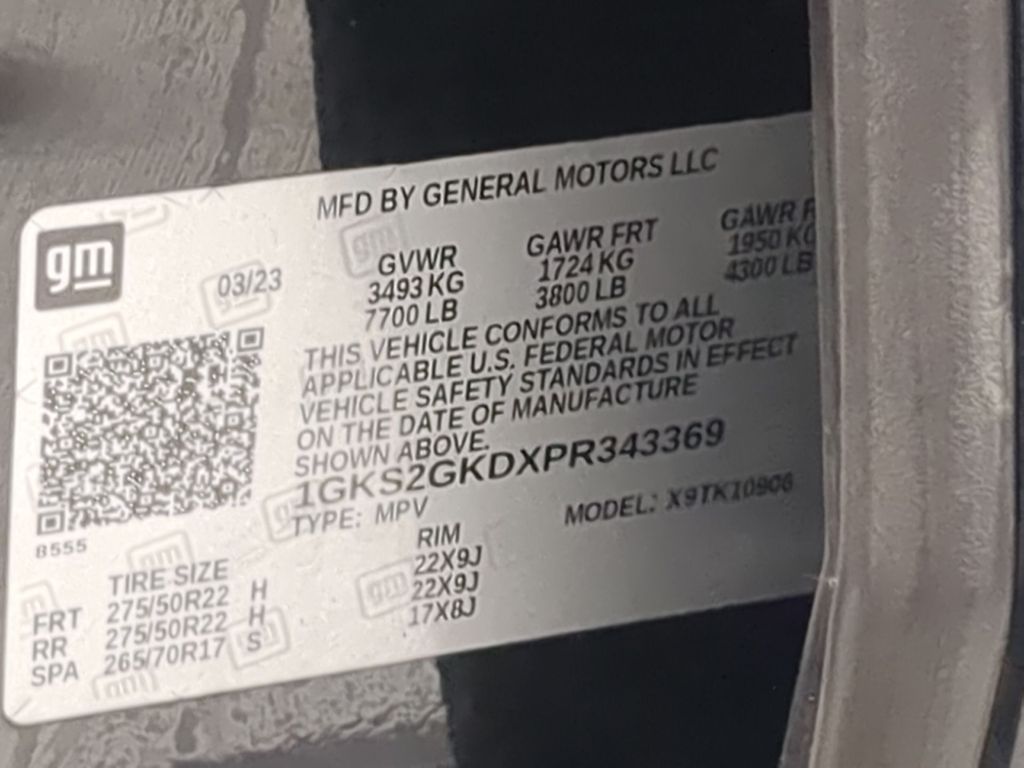 MFD BY GENERAL MOTORS LLC
gm
03/23
GVWR GAWR FRT GAWR
3493 KG 1724 KG 1950 KG
7700 LB 3800 LB 4300 LB
THIS VEHICLE CONFORMS TO ALL
APPLICABLE U.S. FEDERAL MOTOR
VEHICLE SAFETY STANDARDS IN EFFECT
ON THE DATE OF MANUFACTURE
SHOWN ABOVE.
1GKS2GKDXPR343369
TYPE: MPV MODEL: X9TK10906
B555
TIRE SIZE RIM
FRT 275/50R22 H 22X9J
RR 275/50R22 H 22X9J
SPA 265/70R17 S 17X8J